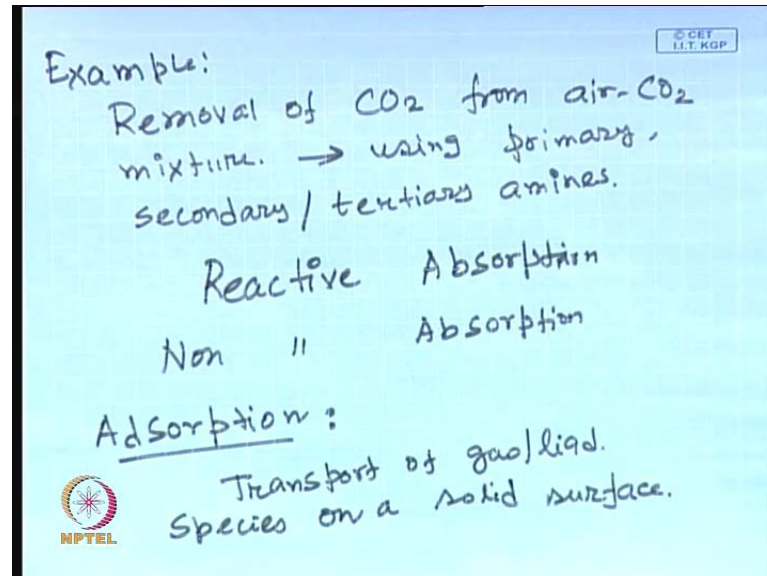 © CET
I.I.T. KGP
Example:
Removal of CO2 from air-CO2
mixture. → using primary,
secondary / tertiary amines.
Reactive Absorption
Non " Absorption
Adsorption:
Transport of gas/liqd.
Species on a solid surface.
NPTEL